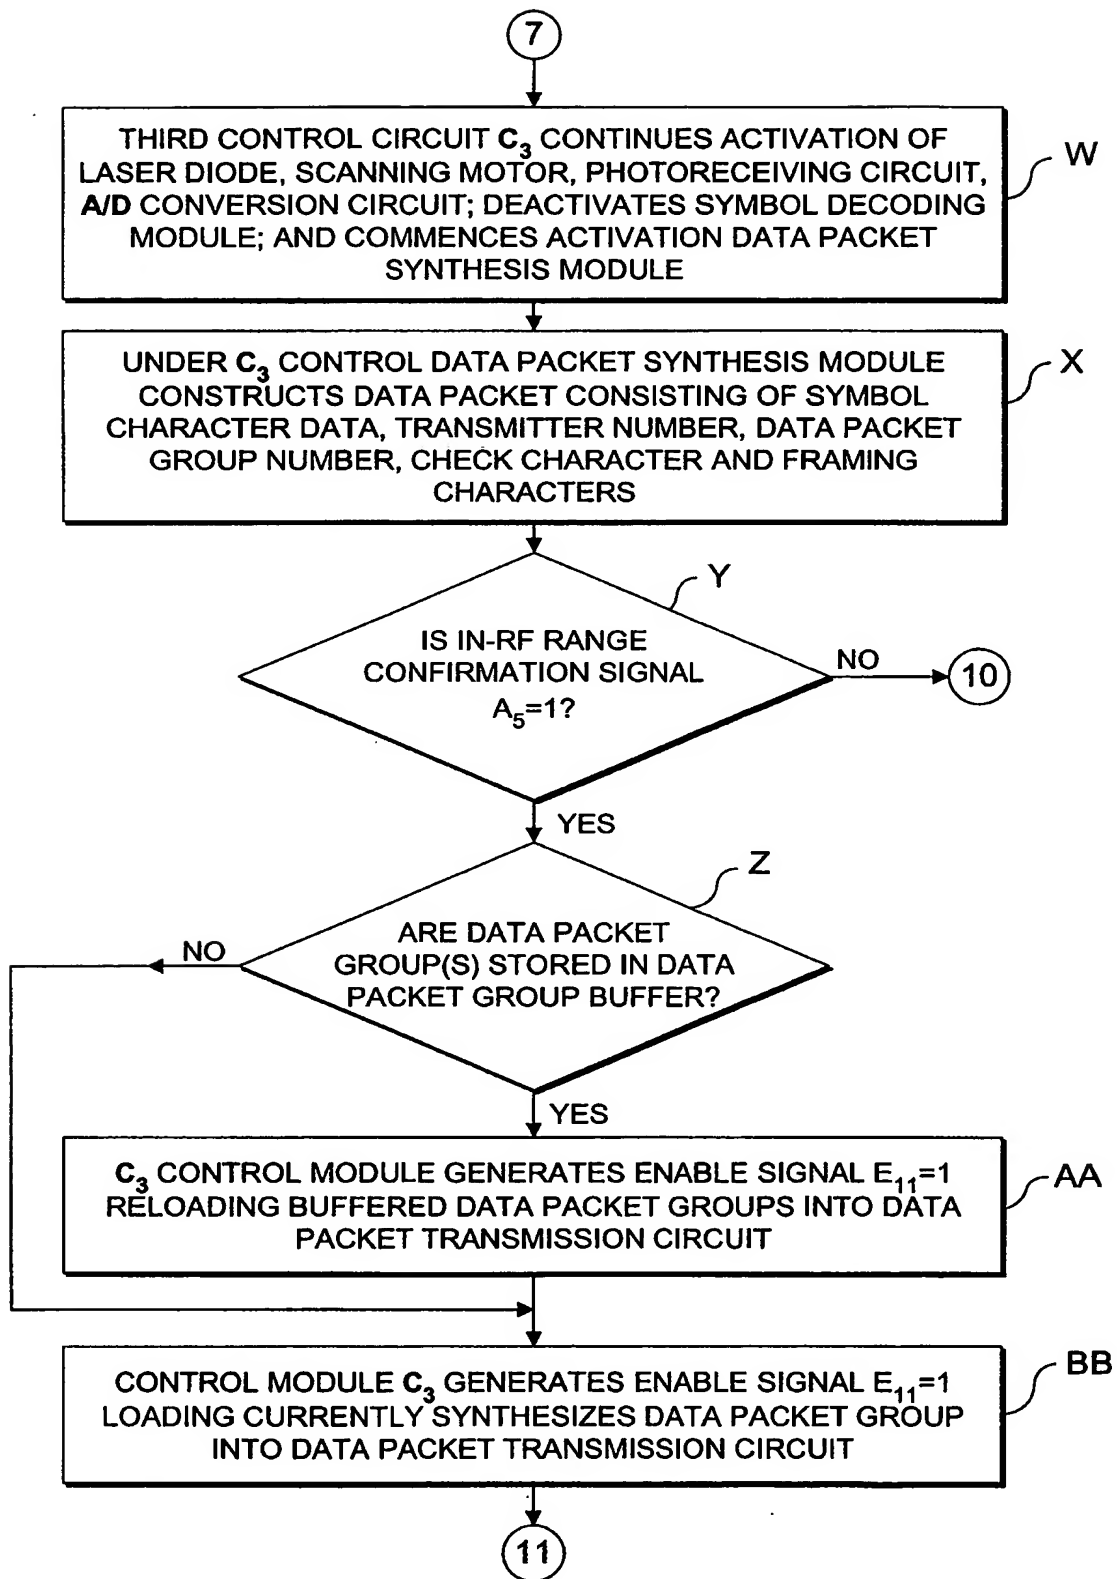 7
THIRD CONTROL CIRCUIT C₃ CONTINUES ACTIVATION OF
LASER DIODE, SCANNING MOTOR, PHOTORECEIVING CIRCUIT,
A/D CONVERSION CIRCUIT; DEACTIVATES SYMBOL DECODING
MODULE; AND COMMENCES ACTIVATION DATA PACKET
SYNTHESIS MODULE
W
UNDER C₃ CONTROL DATA PACKET SYNTHESIS MODULE
CONSTRUCTS DATA PACKET CONSISTING OF SYMBOL
CHARACTER DATA, TRANSMITTER NUMBER, DATA PACKET
GROUP NUMBER, CHECK CHARACTER AND FRAMING
CHARACTERS
X
Y
IS IN-RF RANGE
CONFIRMATION SIGNAL
A₅=1?
NO
10
YES
Z
ARE DATA PACKET
GROUP(S) STORED IN DATA
PACKET GROUP BUFFER?
NO
YES
C₃ CONTROL MODULE GENERATES ENABLE SIGNAL E₁₁=1
RELOADING BUFFERED DATA PACKET GROUPS INTO DATA
PACKET TRANSMISSION CIRCUIT
AA
CONTROL MODULE C₃ GENERATES ENABLE SIGNAL E₁₁=1
LOADING CURRENTLY SYNTHESIZES DATA PACKET GROUP
INTO DATA PACKET TRANSMISSION CIRCUIT
BB
11